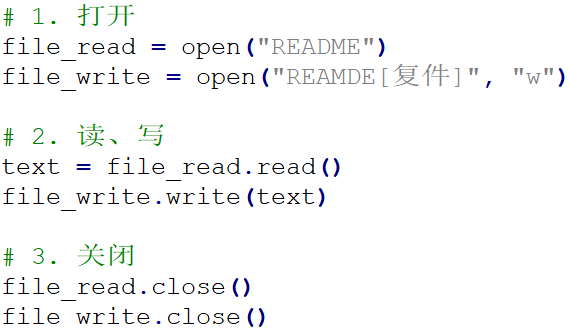 # 1. 打开
file_read = open("README")
file_write = open("REAMDE[复件]", "w")
# 2. 读、写
text = file_read.read()
file_write.write(text)
# 3. 关闭
file_read.close()
file_write.close()